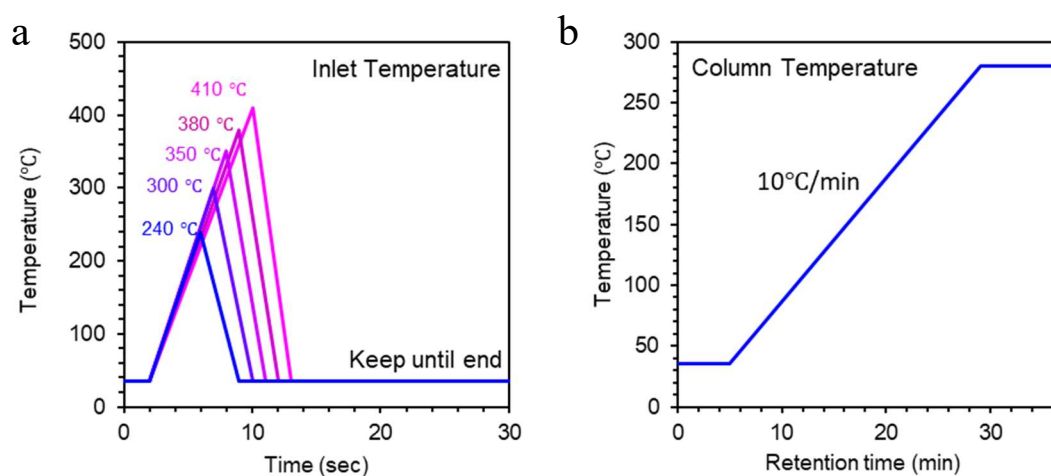 a
500
400
300
200
100
0
Temperature (℃)
Inlet Temperature
410 ℃
380 ℃
350 ℃
300 ℃
240 ℃
Keep until end
0
10
20
30
Time (sec)
b
300
250
200
150
100
50
0
Temperature (℃)
Column Temperature
10℃/min
0
10
20
30
Retention time (min)